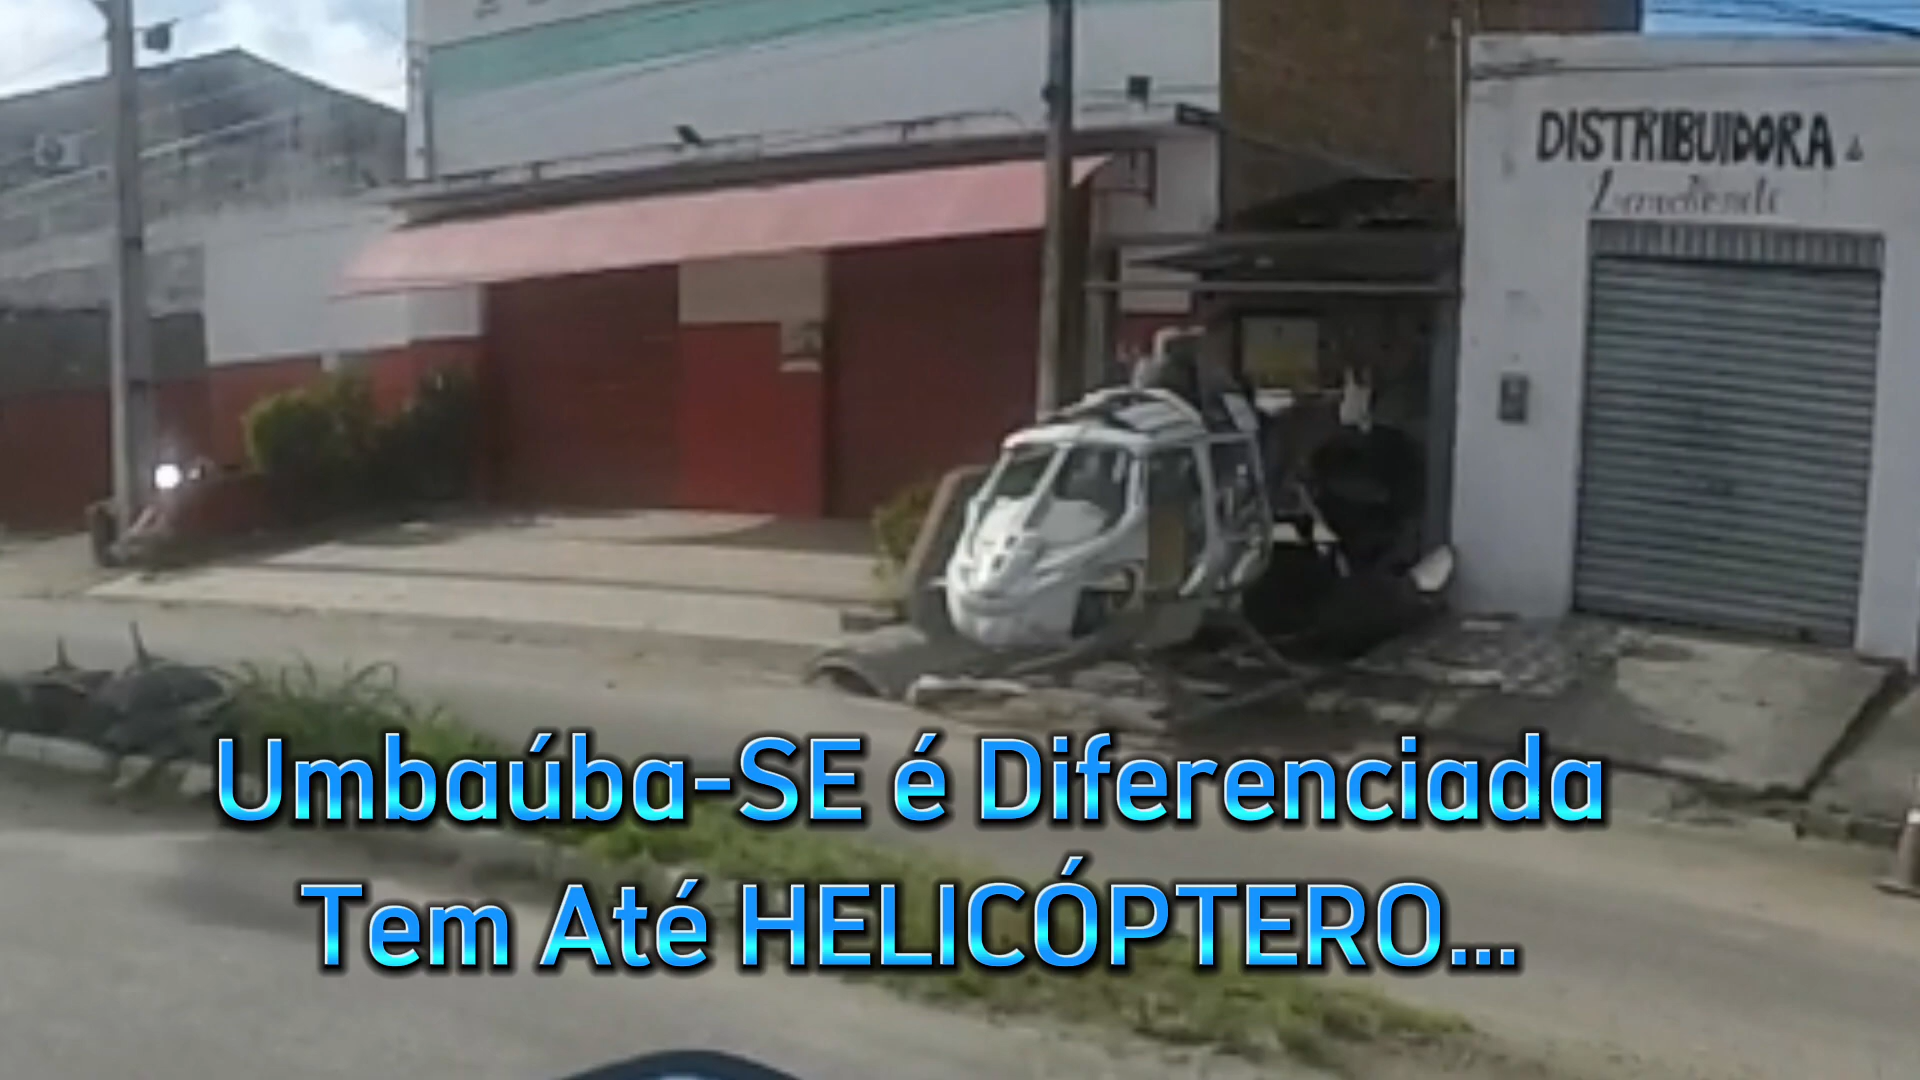 DISTRIBUIDORA
Umbaúba-SE é Diferenciada
Tem Até HELICÓPTERO...